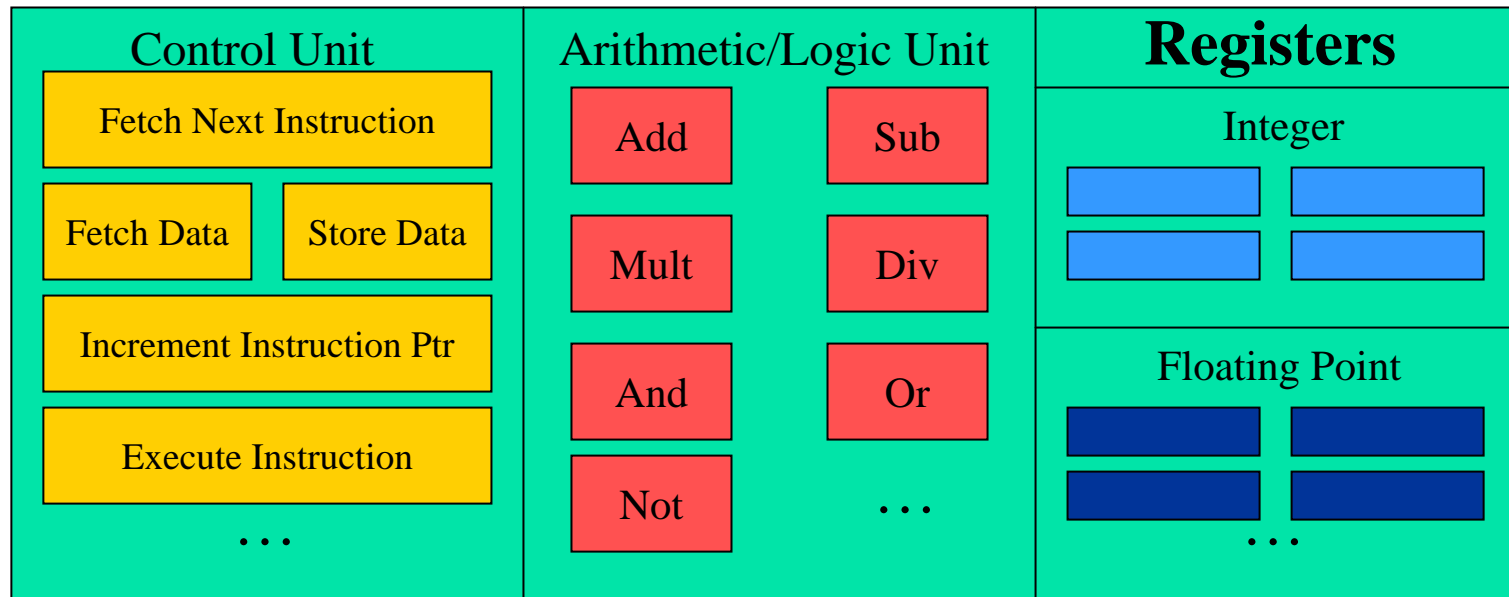 Control Unit
Fetch Next Instruction
Fetch Data
Store Data
Increment Instruction Ptr
Execute Instruction
…
Arithmetic/Logic Unit
Add
Sub
Mult
Div
And
Or
Not
…
Registers
Integer
Floating Point
…